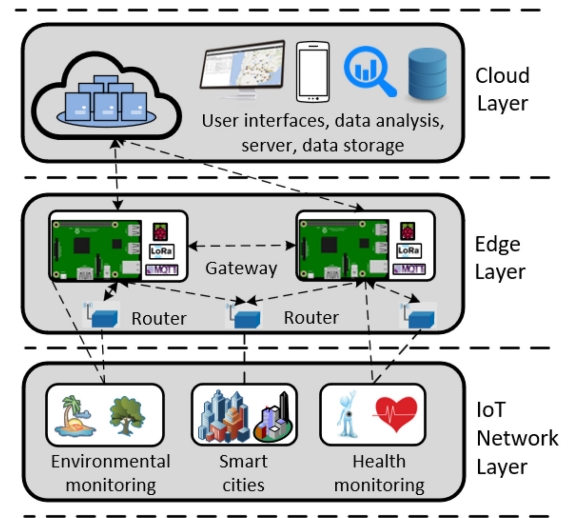 Cloud
Layer
User interfaces, data analysis,
server, data storage
LoRa
MQTT
LoRa
MQTT
Gateway
Edge
Layer
Router
Router
IoT
Network
Layer
Environmental
monitoring
Smart
cities
Health
monitoring